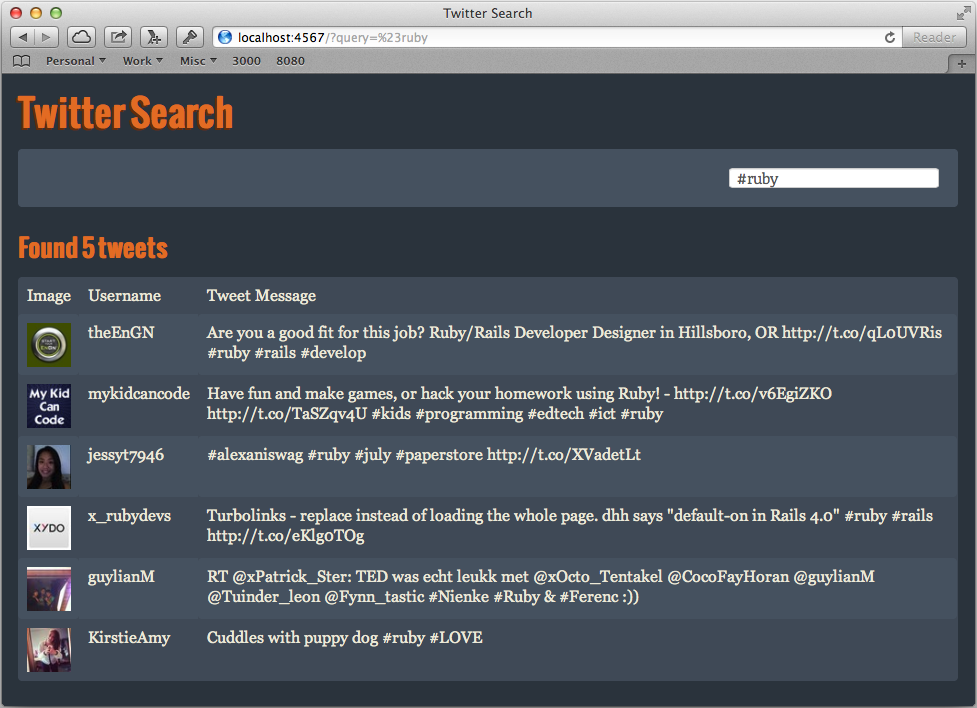 Twitter Search
localhost:4567/?query=%23ruby
Reader
Personal Work Misc 3000 8080
Twitter Search
#ruby
Found 5 tweets
Image Username Tweet Message
theEnGN Are you a good fit for this job? Ruby/Rails Developer Designer in Hillsboro, OR http://t.co/qL0UVRis
#ruby #rails #develop
My Kid
Can
Code
mykidcancode Have fun and make games, or hack your homework using Ruby! - http://t.co/v6EgiZKO
http://t.co/TaSZqv4U #kids #programming #edtech #ict #ruby
jessyt7946 #alexaniswag #ruby #july #paperstore http://t.co/XVadetLt
XYDO
x_rubydevs Turbolinks - replace instead of loading the whole page. dhh says "default-on in Rails 4.0" #ruby #rails
http://t.co/eKlg0TOg
guylianM RT @xPatrick_Ster: TED was echt leukk met @xOcto_Tentakel @CocoFayHoran @guylianM
@Tuinder_leon @Fynn_tastic #Nienke #Ruby & #Ferenc :))
KirstieAmy Cuddles with puppy dog #ruby #LOVE